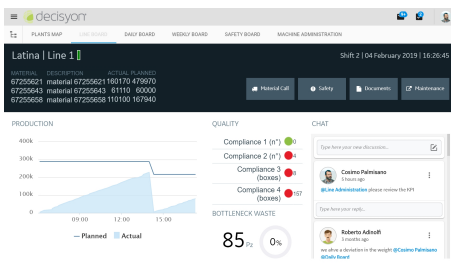 decisyon
PLANTS MAP LINE BOARD DAILY BOARD WEEKLY BOARD SAFETY BOARD MACHINE ADMINISTRATION
Latina | Line 1
Shift 2 | 04 February 2019 | 16:26:45
MATERIAL DESCRIPTION ACTUAL PLANNED
67255621 material 67255621 160170 479970
67255643 material 67255643 61110 60000
67255658 material 67255658 110100 167940
Material Call Safety Documents Maintenance
PRODUCTION
400k
300k
200k
100k
0
09:00 12:00 15:00
Planned Actual
QUALITY
Compliance 1 (n°) 0
Compliance 2 (n°) 4
Compliance 3
(boxes) 8
Compliance 4
(boxes) 157
BOTTLENECK WASTE
85 Pz 0%
CHAT
Type here your new discussion...
Cosimo Palmisano
5 hours ago
@Line Administration please review the KPI
Type here your reply...
Roberto Adinolfi
3 months ago
we ahve a deviation in the weight @Cosimo Palmisano
@Daily Board